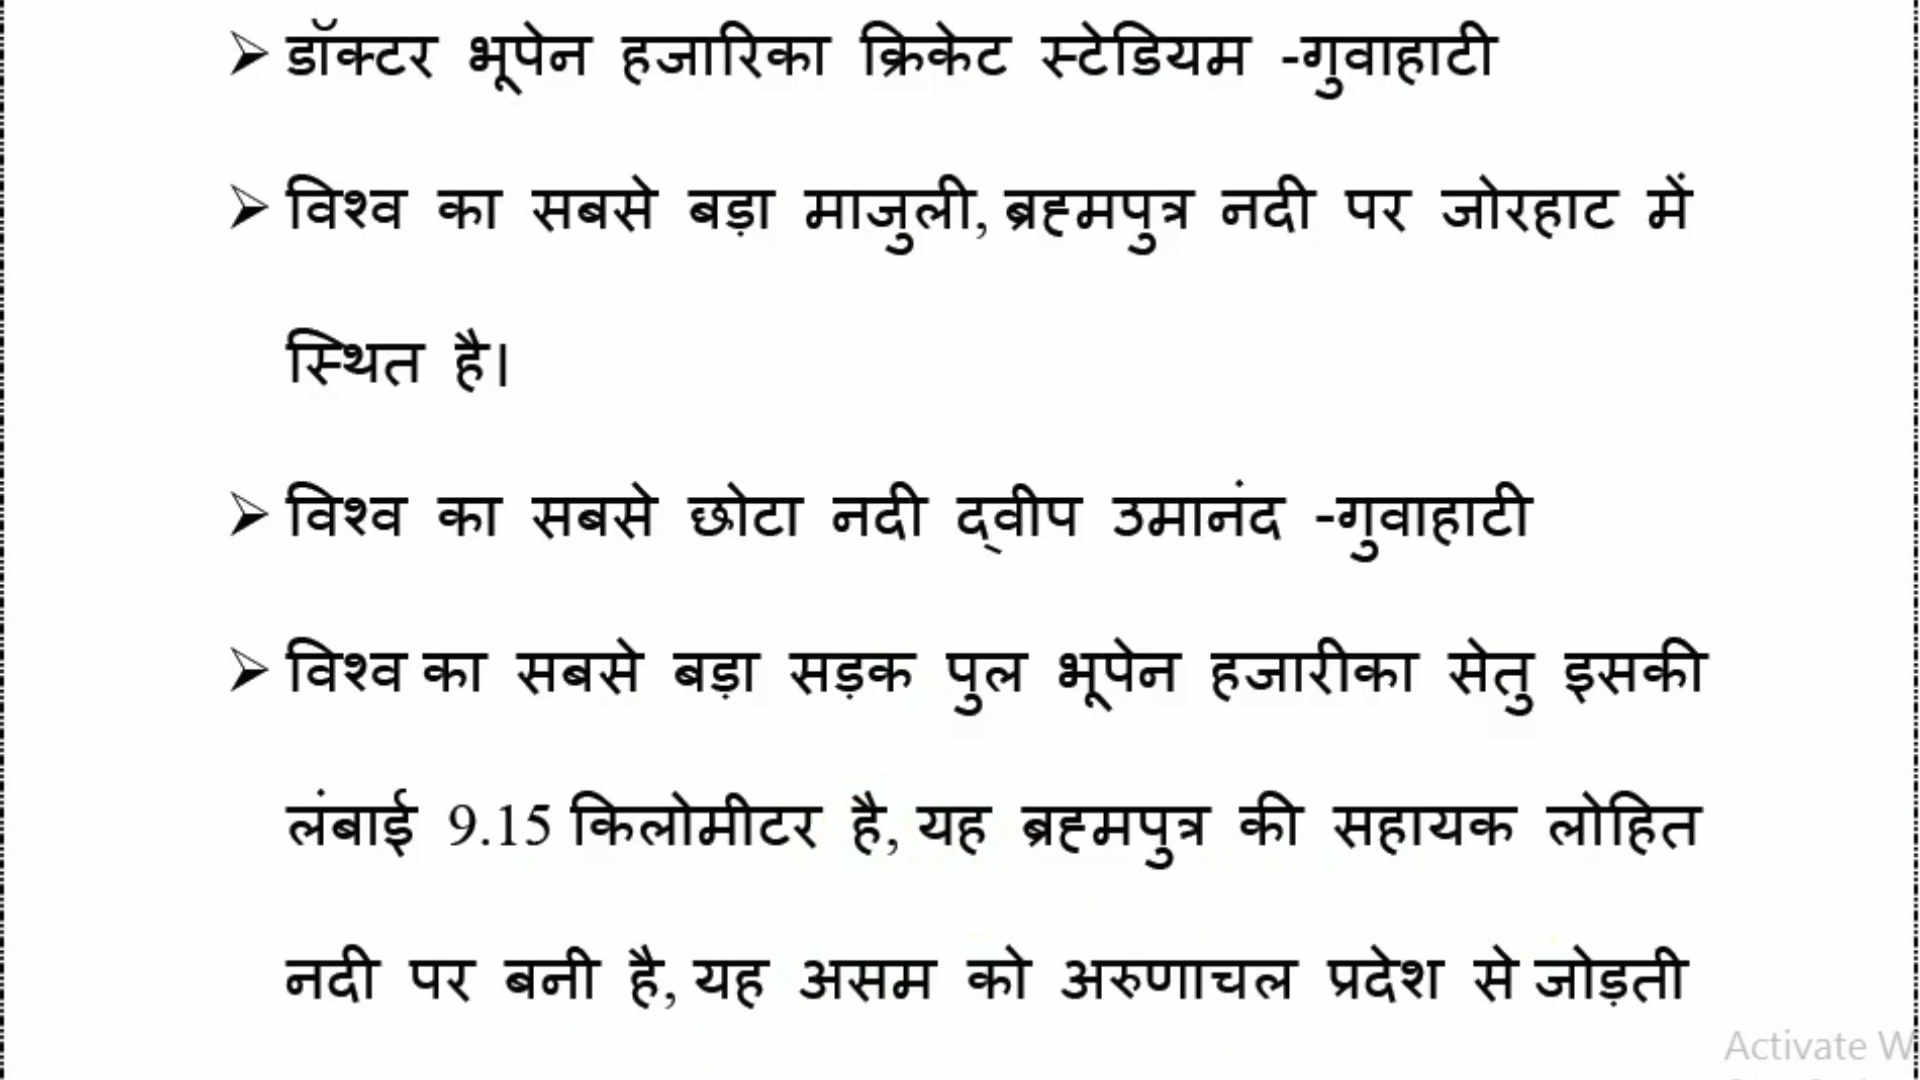 ➢ डॉक्टर भूपेन हजारिका क्रिकेट स्टेडियम -गुवाहाटी
➢ विश्व का सबसे बड़ा माजुली, ब्रह्मपुत्र नदी पर जोरहाट में
स्थित है।
➢ विश्व का सबसे छोटा नदी द्वीप उमानंद -गुवाहाटी
➢ विश्व का सबसे बड़ा सड़क पुल भूपेन हजारीका सेतु इसकी
लंबाई 9.15 किलोमीटर है, यह ब्रह्मपुत्र की सहायक लोहित
नदी पर बनी है, यह असम को अरुणाचल प्रदेश से जोड़ती
Activate W